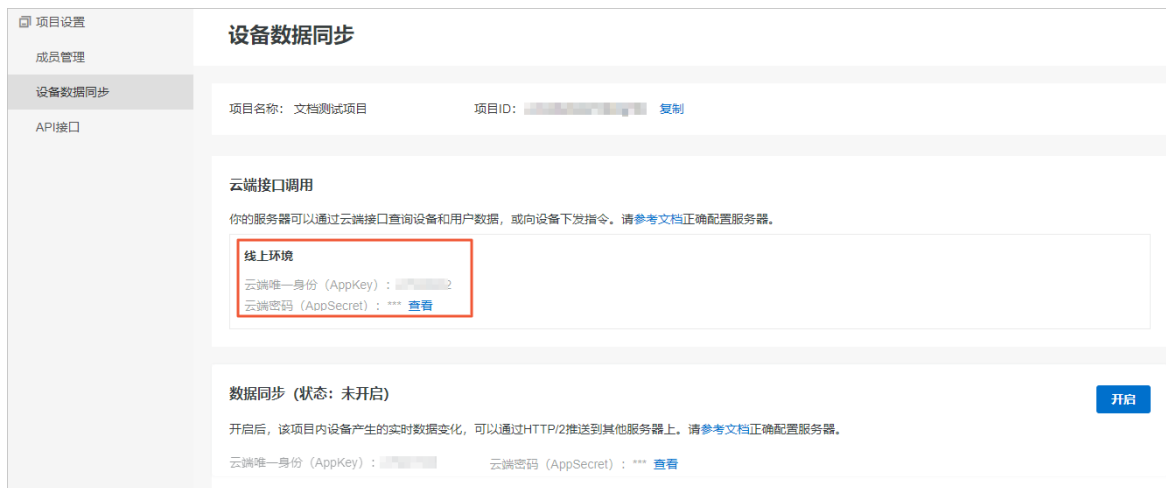 项目设置
成员管理
设备数据同步
API接口
设备数据同步
项目名称： 文档测试项目 项目ID： 复制
云端接口调用
你的服务器可以通过云端接口查询设备和用户数据，或向设备下发指令。请参考文档正确配置服务器。
线上环境
云端唯一身份（AppKey）： 2
云端密码（AppSecret）： *** 查看
数据同步（状态：未开启） 开启
开启后，该项目内设备产生的实时数据变化，可以通过HTTP/2推送到其他服务器上。请参考文档正确配置服务器。
云端唯一身份（AppKey）： 云端密码（AppSecret）： *** 查看